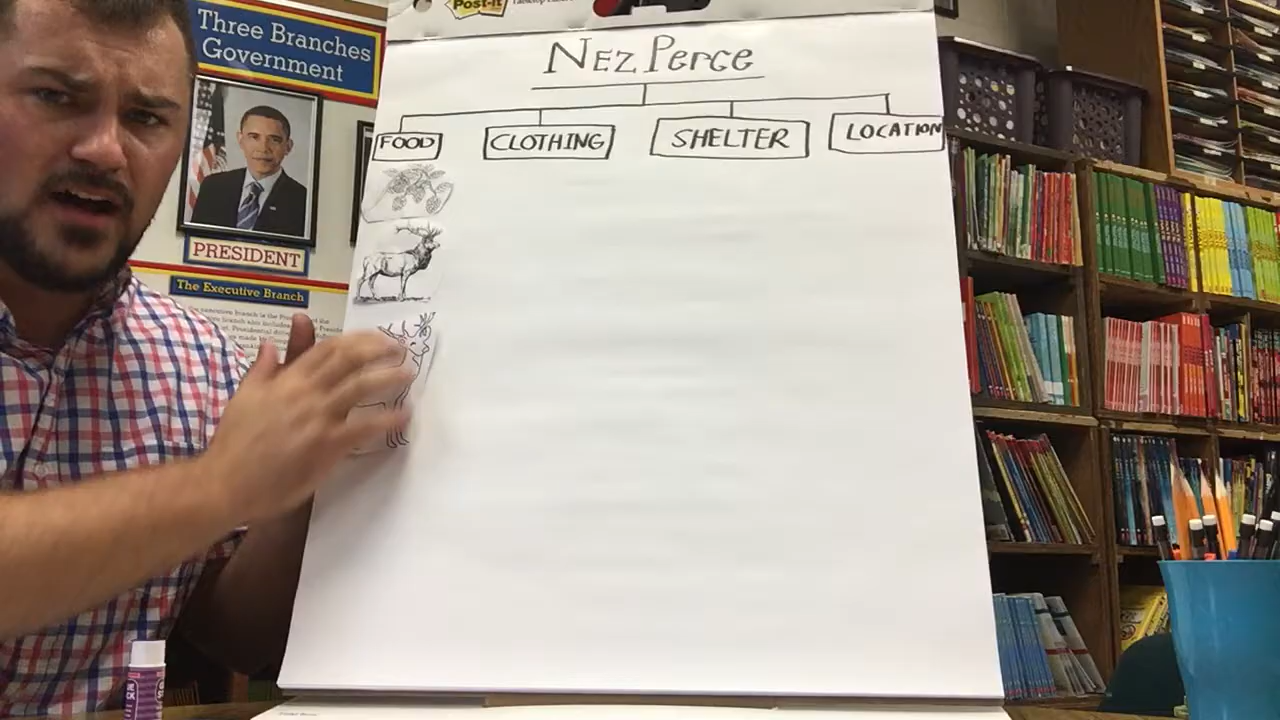 Three Branches
Government
PRESIDENT
The Executive Branch
Post-it
NEZ PERCE
FOOD
CLOTHING
SHELTER
LOCATION